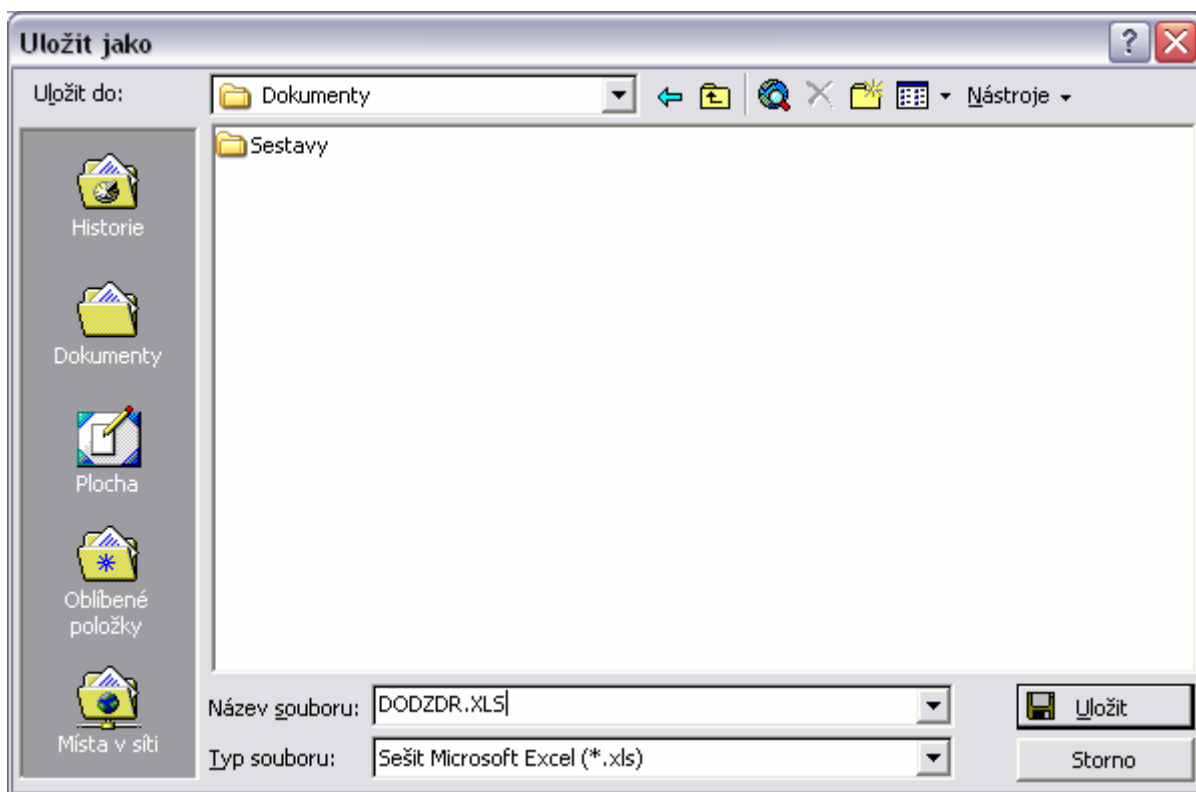 Uložit jako
Uložit do:
Dokumenty
Nástroje
Sestavy
Historie
Dokumenty
Plocha
Oblíbené
položky
Místa v síti
Název souboru:
DODZDR.XLS
Uložit
Typ souboru:
Sešit Microsoft Excel (*.xls)
Storno